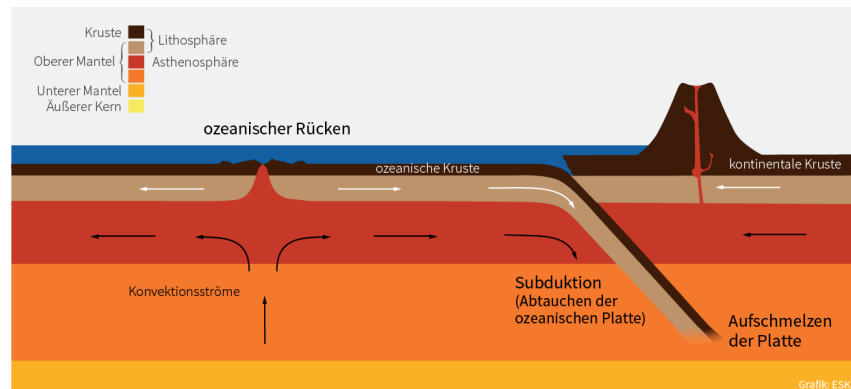 Kruste
Lithosphäre
Oberer Mantel
Asthenosphäre
Unterer Mantel
Äußerer Kern
ozeanischer Rücken
ozeanische Kruste
kontinentale Kruste
Konvektionsströme
Subduktion
(Abtauchen der
ozeanischen Platte)
Aufschmelzen
der Platte
Grafik: ESK